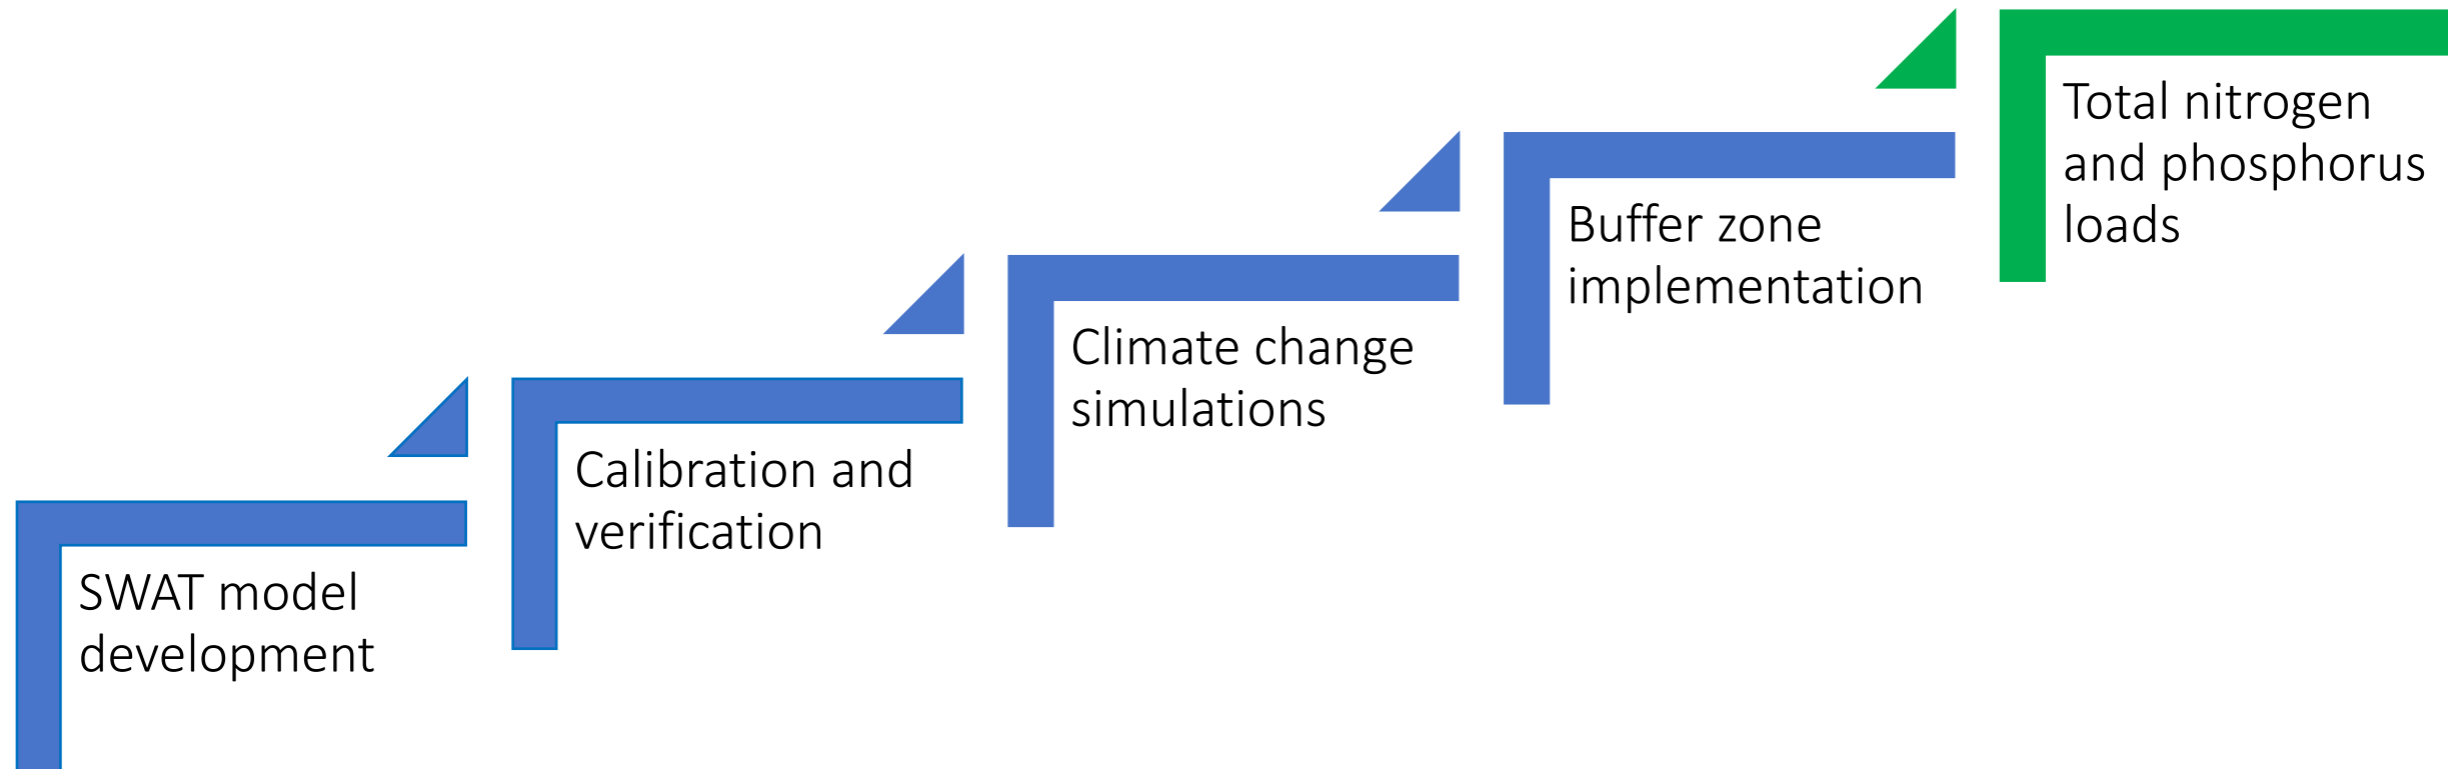 SWAT model
development
Calibration and
verification
Climate change
simulations
Buffer zone
implementation
Total nitrogen
and phosphorus
loads